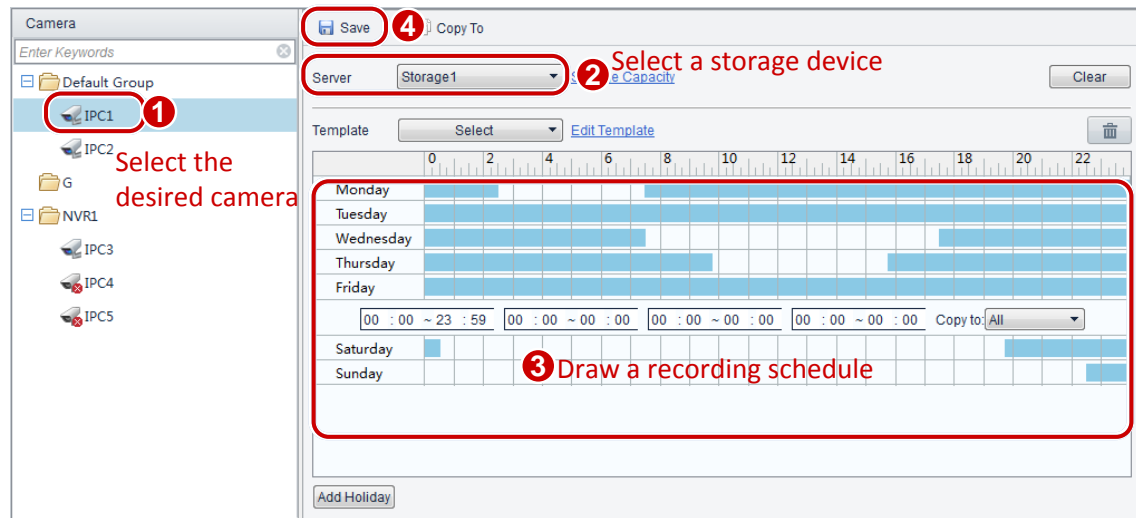 Camera
Enter Keywords
Default Group
IPC1
1
IPC2
Select the
desired camera
G
NVR1
IPC3
IPC4
IPC5
Save
4
Copy To
Server
Storage1
2
Select a storage device
Capacity
Clear
Template
Select
Edit Template
0 2 4 6 8 10 12 14 16 18 20 22
Monday
Tuesday
Wednesday
Thursday
Friday
00 : 00 ~ 23 : 59 00 : 00 ~ 00 : 00 00 : 00 ~ 00 : 00 00 : 00 ~ 00 : 00 Copy to: All
Saturday
Sunday
3 Draw a recording schedule
Add Holiday